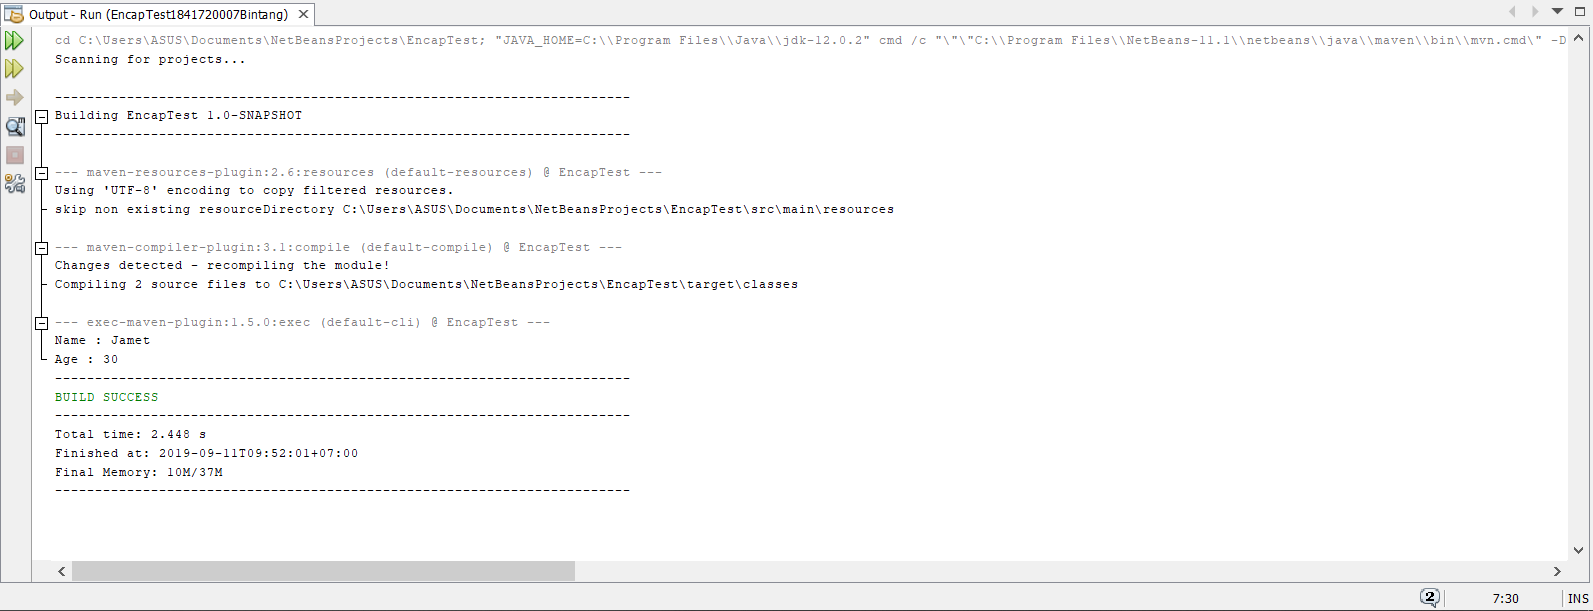 Output - Run (EncapTest1841720007Bintang)
cd C:\Users\ASUS\Documents\NetBeansProjects\EncapTest; "JAVA_HOME=C:\\Program Files\\Java\\jdk-12.0.2" cmd /c "\"\"C:\\Program Files\\NetBeans-11.1\\netbeans\\java\\maven\\bin\\mvn.cmd\" -D
Scanning for projects...
------------------------------------------------------------------------
Building EncapTest 1.0-SNAPSHOT
------------------------------------------------------------------------
--- maven-resources-plugin:2.6:resources (default-resources) @ EncapTest ---
Using 'UTF-8' encoding to copy filtered resources.
skip non existing resourceDirectory C:\Users\ASUS\Documents\NetBeansProjects\EncapTest\src\main\resources
--- maven-compiler-plugin:3.1:compile (default-compile) @ EncapTest ---
Changes detected - recompiling the module!
Compiling 2 source files to C:\Users\ASUS\Documents\NetBeansProjects\EncapTest\target\classes
--- exec-maven-plugin:1.5.0:exec (default-cli) @ EncapTest ---
Name : Jamet
Age : 30
------------------------------------------------------------------------
BUILD SUCCESS
------------------------------------------------------------------------
Total time: 2.448 s
Finished at: 2019-09-11T09:52:01+07:00
Final Memory: 10M/37M
------------------------------------------------------------------------
2
7:30
INS